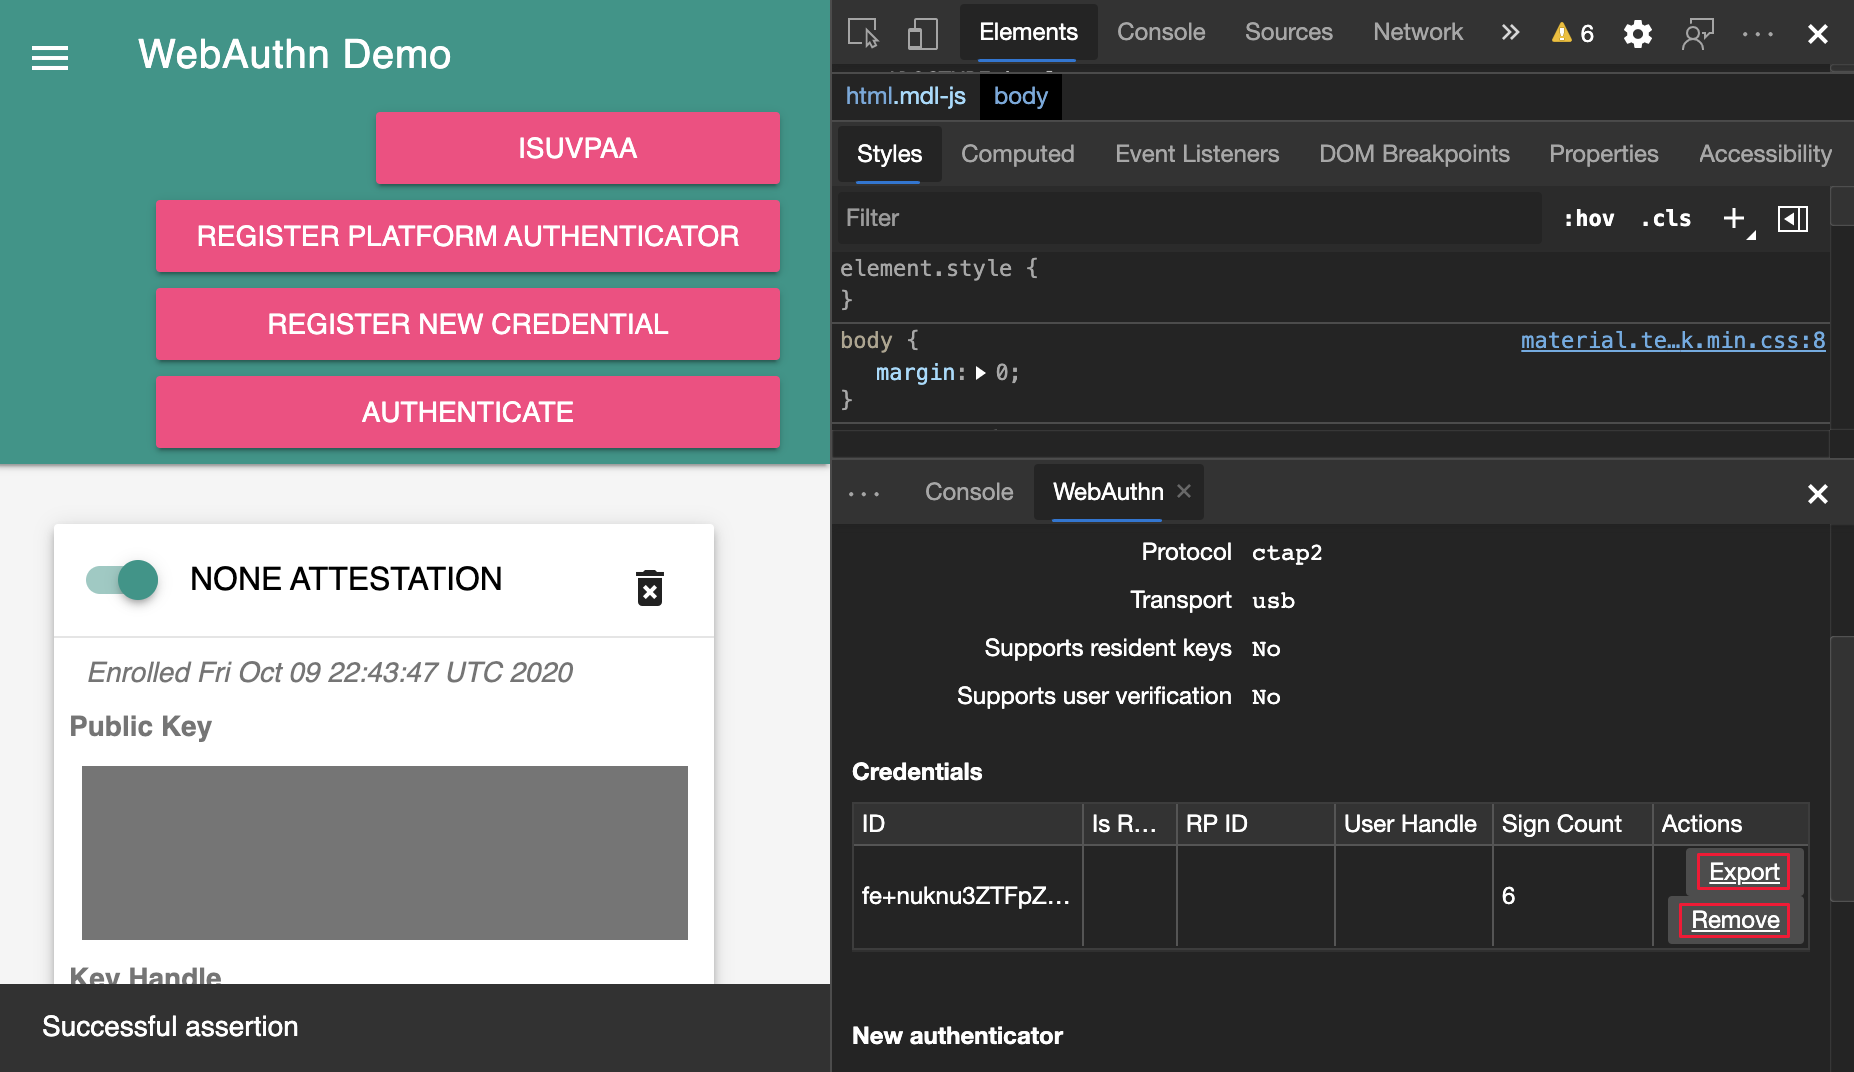 WebAuthn Demo
ISUVPAA
REGISTER PLATFORM AUTHENTICATOR
REGISTER NEW CREDENTIAL
AUTHENTICATE
NONE ATTESTATION
Enrolled Fri Oct 09 22:43:47 UTC 2020
Public Key
Key Handle
Successful assertion
Elements Console Sources Network » 6
html.mdl-js body
Styles Computed Event Listeners DOM Breakpoints Properties Accessibility
Filter :hov .cls +
element.style {
}
body { material.te…k.min.css:8
margin: 0;
}
Console WebAuthn
Protocol ctap2
Transport usb
Supports resident keys No
Supports user verification No
Credentials
ID Is R… RP ID User Handle Sign Count Actions
fe+nuknu3ZTFpZ… 6 Export
Remove
New authenticator